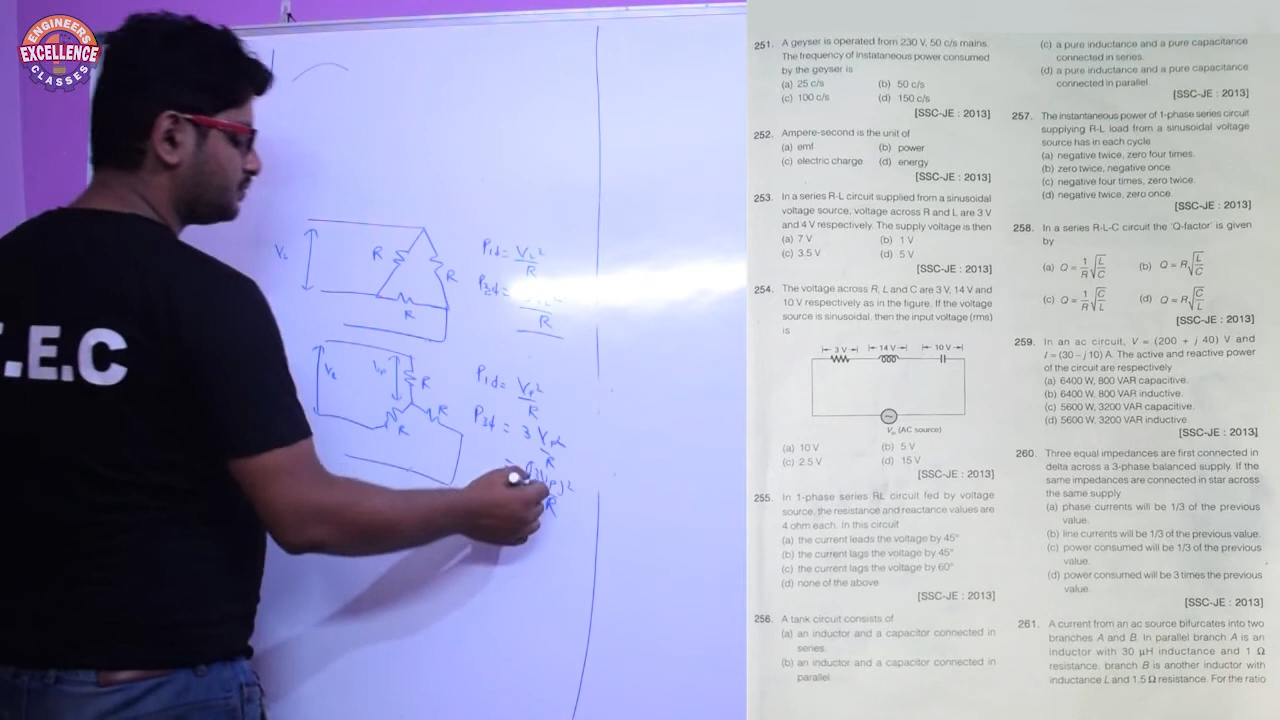 ENGINEERS
EXCELLENCE
CLASSES
.E.C
VL
R
R
R
P1φ = VL²
R
P3φ =
R
VL
VP
R
R
R
P1φ = VP²
R
P3φ = 3 VP²
R
R
251. A geyser is operated from 230 V, 50 c/s mains.
The frequency of instataneous power consumed
by the geyser is
(a) 25 c/s (b) 50 c/s
(c) 100 c/s (d) 150 c/s
[SSC-JE : 2013]
252. Ampere-second is the unit of
(a) emf (b) power
(c) electric charge (d) energy
[SSC-JE : 2013]
253. In a series R-L circuit supplied from a sinusoidal
voltage source, voltage across R and L are 3 V
and 4 V respectively. The supply voltage is then
(a) 7 V (b) 1 V
(c) 3.5 V (d) 5 V
[SSC-JE : 2013]
254. The voltage across R, L and C are 3 V, 14 V and
10 V respectively as in the figure. If the voltage
source is sinusoidal, then the input voltage (rms)
is
3 V 14 V 10 V
Vin (AC source)
(a) 10 V (b) 5 V
(c) 2.5 V (d) 15 V
[SSC-JE : 2013]
255. In 1-phase series RL circuit fed by voltage
source, the resistance and reactance values are
4 ohm each. In this circuit
(a) the current leads the voltage by 45°
(b) the current lags the voltage by 45°
(c) the current lags the voltage by 60°
(d) none of the above
[SSC-JE : 2013]
256. A tank circuit consists of
(a) an inductor and a capacitor connected in
series.
(b) an inductor and a capacitor connected in
parallel
(c) a pure inductance and a pure capacitance
connected in series.
(d) a pure inductance and a pure capacitance
connected in parallel.
[SSC-JE : 2013]
257. The instantaneous power of 1-phase series circuit
supplying R-L load from a sinusoidal voltage
source has in each cycle
(a) negative twice, zero four times.
(b) zero twice, negative once.
(c) negative four times, zero twice.
(d) negative twice, zero once.
[SSC-JE : 2013]
258. In a series R-L-C circuit the 'Q-factor' is given
by
(a) Q = 1/R √(L/C) (b) Q = R√(L/C)
(c) Q = 1/R √(C/L) (d) Q = R√(C/L)
[SSC-JE : 2013]
259. In an ac circuit, V = (200 + j 40) V and
I = (30 – j 10) A. The active and reactive power
of the circuit are respectively
(a) 6400 W, 800 VAR capacitive.
(b) 6400 W, 800 VAR inductive.
(c) 5600 W, 3200 VAR capacitive.
(d) 5600 W, 3200 VAR inductive
[SSC-JE : 2013]
260. Three equal impedances are first connected in
delta across a 3-phase balanced supply. If the
same impedances are connected in star across
the same supply
(a) phase currents will be 1/3 of the previous
value.
(b) line currents will be 1/3 of the previous value.
(c) power consumed will be 1/3 of the previous
value.
(d) power consumed will be 3 times the previous
value
[SSC-JE : 2013]
261. A current from an ac source bifurcates into two
branches A and B. In parallel branch A is an
inductor with 30 μH inductance and 1 Ω
resistance, branch B is another inductor with
inductance L and 1.5 Ω resistance. For the ratio